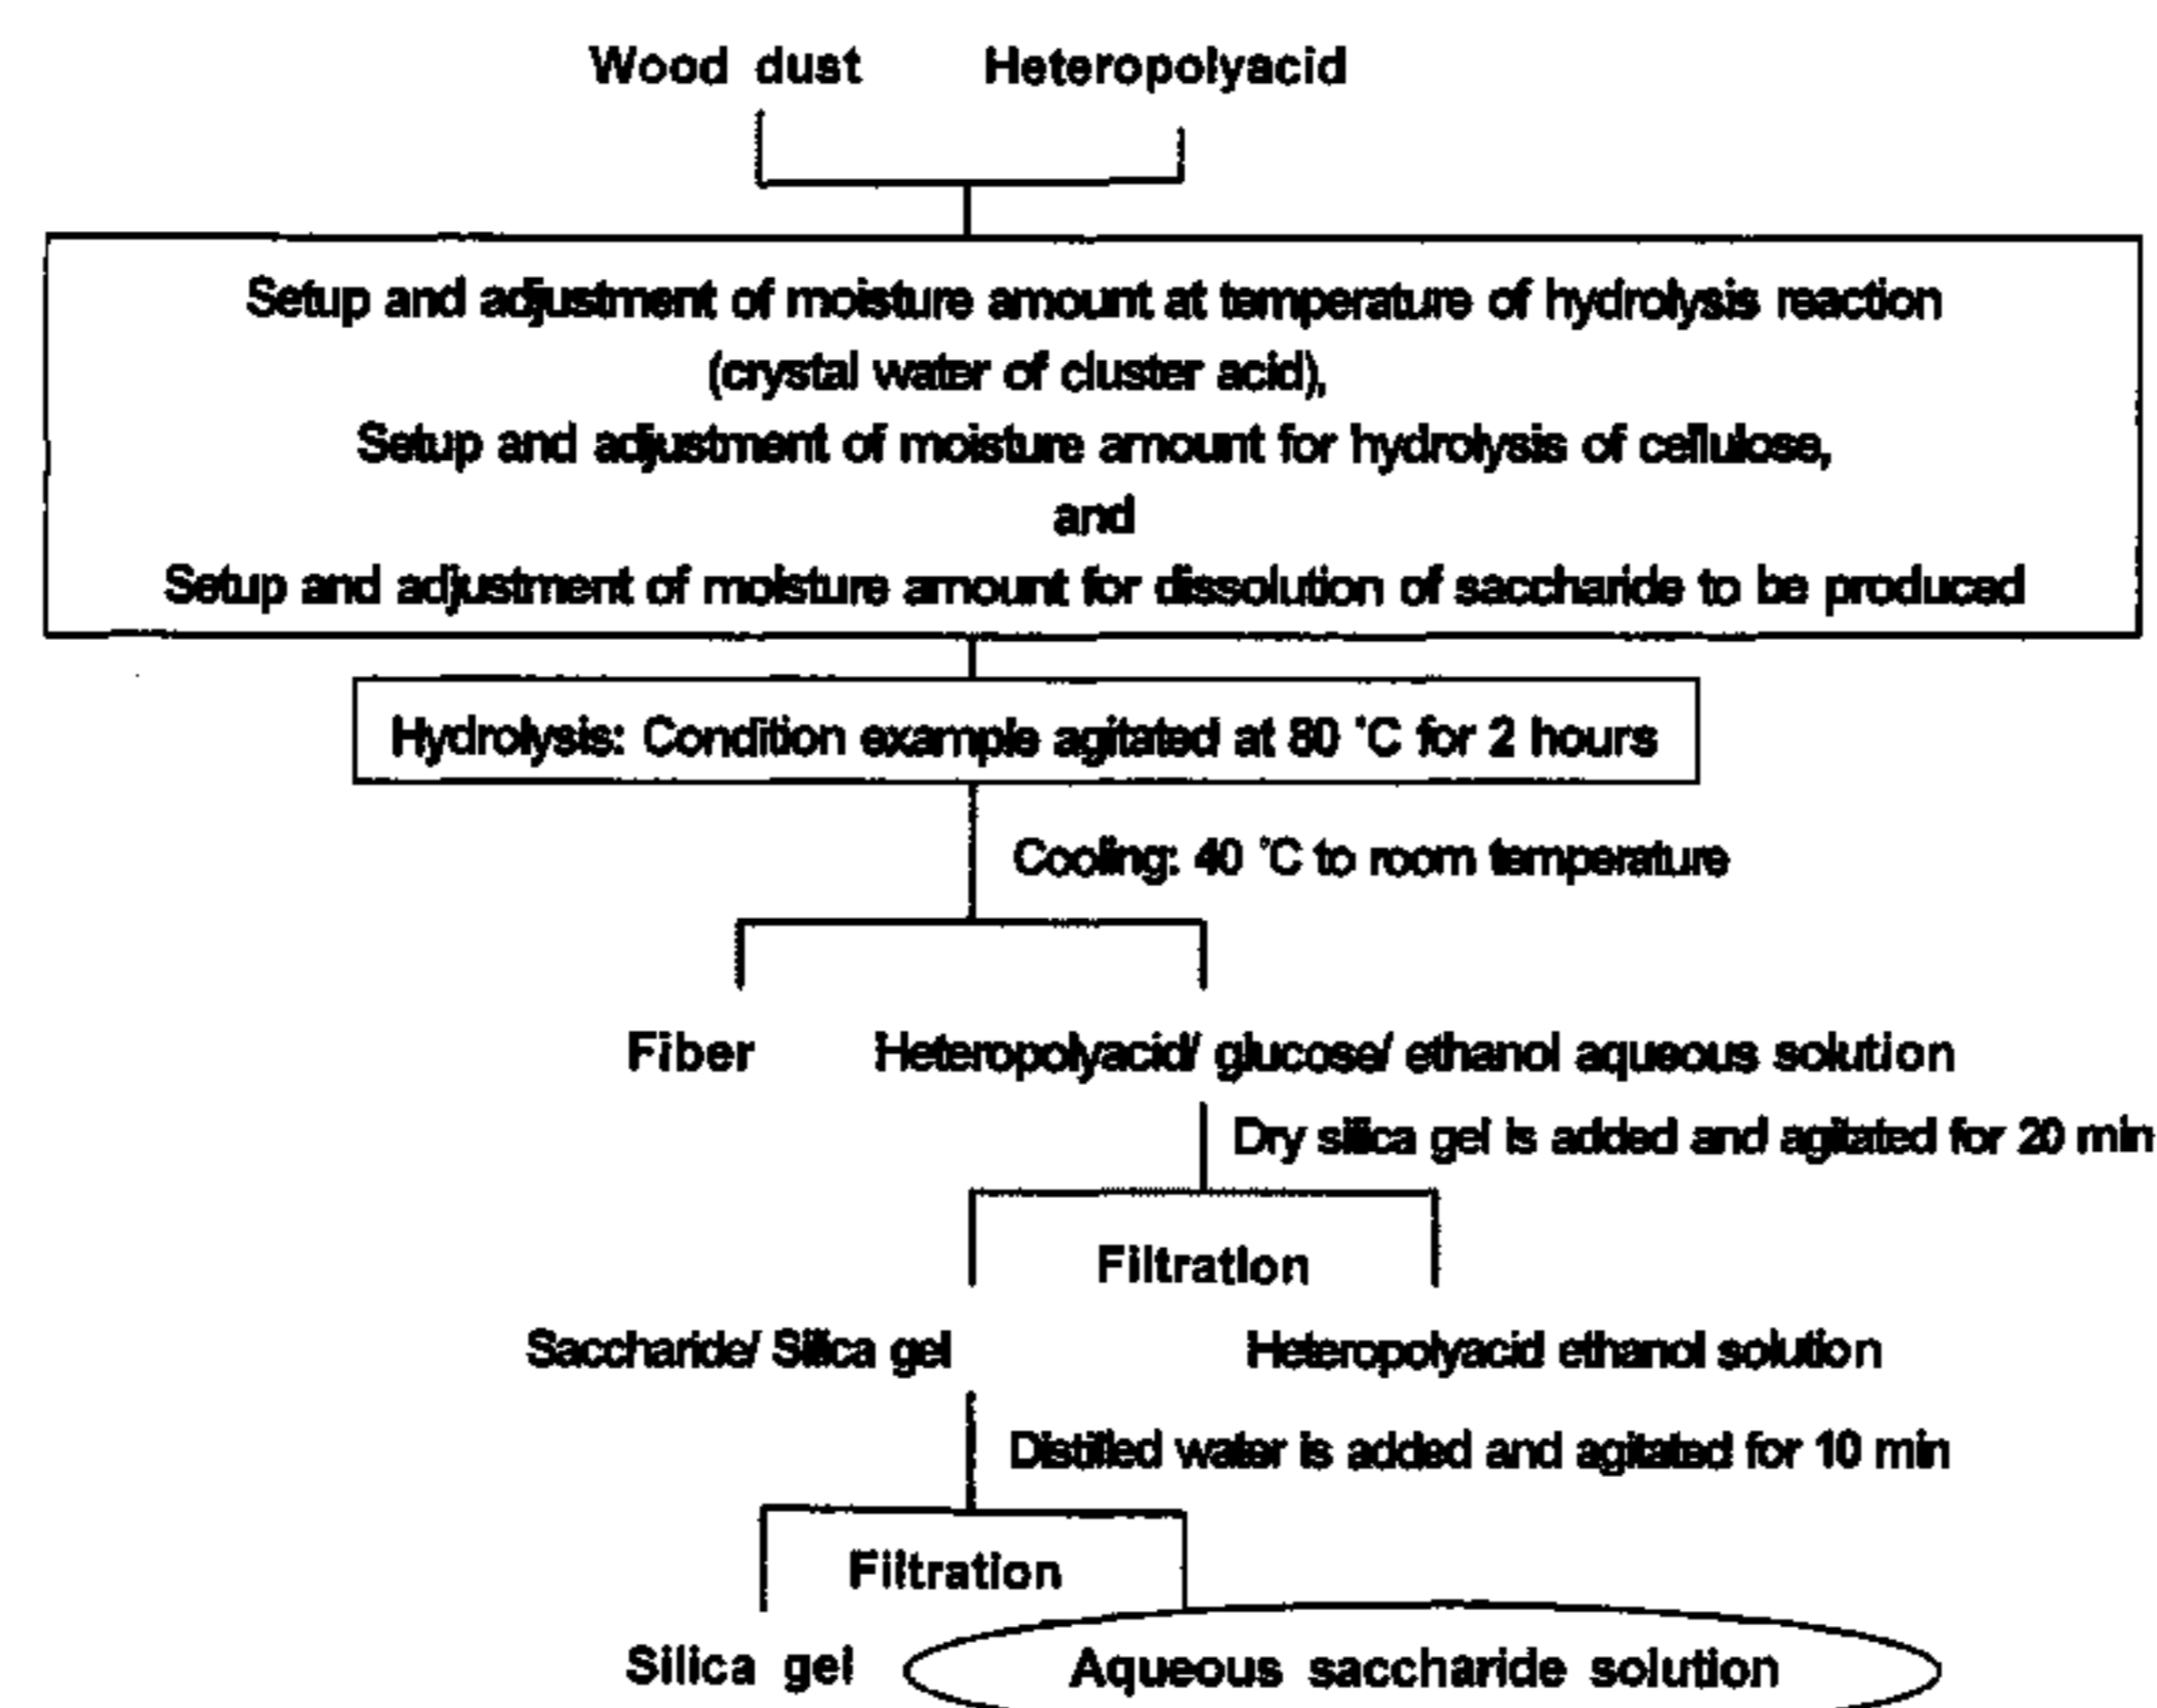 Wood dust Heteropolyacid
Setup and adjustment of moisture amount at temperature of hydrolysis reaction
(crystal water of cluster acid),
Setup and adjustment of moisture amount for hydrolysis of cellulose,
and
Setup and adjustment of moisture amount for dissolution of saccharide to be produced
Hydrolysis: Condition example agitated at 80 °C for 2 hours
Cooling: 40 °C to room temperature
Fiber Heteropolyacid/ glucose/ ethanol aqueous solution
Dry silica gel is added and agitated for 20 min
Filtration
Saccharide/ Silica gel Heteropolyacid ethanol solution
Distilled water is added and agitated for 10 min
Filtration
Silica gel Aqueous saccharide solution